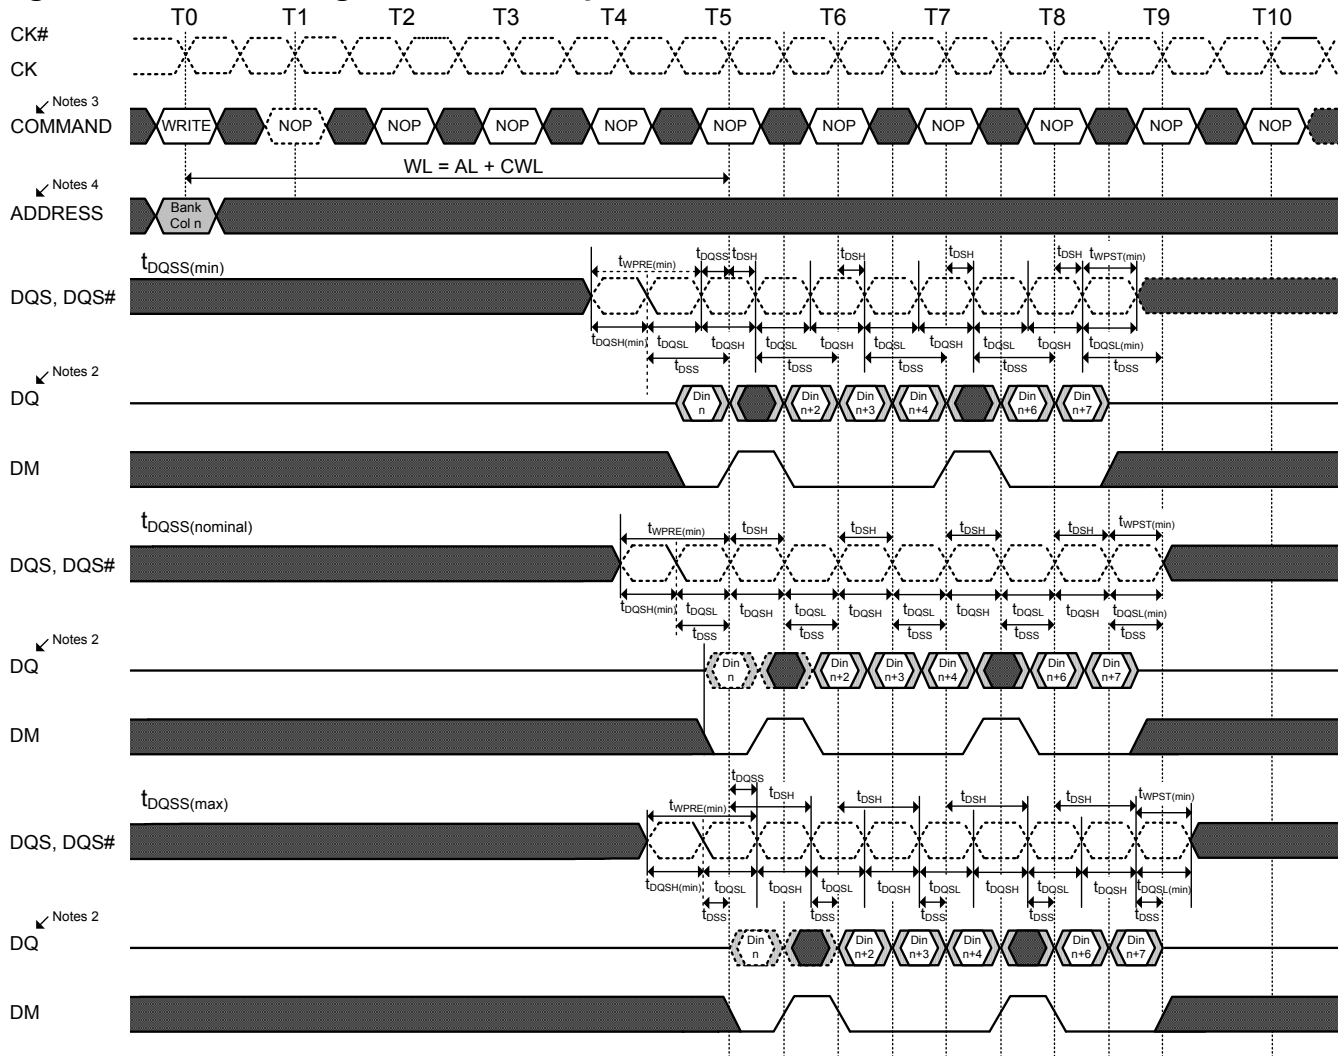 T0 T1 T2 T3 T4 T5 T6 T7 T8 T9 T10
CK#
CK
Notes 3
COMMAND WRITE NOP NOP NOP NOP NOP NOP NOP NOP NOP NOP
WL = AL + CWL
Notes 4
ADDRESS Bank Col n
tDQSS(min) tWPRE(min) tDQSS tDSH tDSH tDSH tDSH tWPST(min)
DQS, DQS#
tDQSH(min) tDQSL tDQSH tDQSL tDQSH tDQSL tDQSH tDQSL tDQSH tDQSL(min)
tDSS tDSS tDSS tDSS tDSS
Notes 2
DQ Din n Din n+2 Din n+3 Din n+4 Din n+6 Din n+7
DM
tDQSS(nominal) tWPRE(min) tDSH tDSH tDSH tDSH tWPST(min)
DQS, DQS#
tDQSH(min) tDQSL tDQSH tDQSL tDQSH tDQSL tDQSH tDQSL tDQSH tDQSL(min)
tDSS tDSS tDSS tDSS tDSS
Notes 2
DQ Din n Din n+2 Din n+3 Din n+4 Din n+6 Din n+7
DM
tDQSS
tDQSS(max) tWPRE(min) tDSH tDSH tDSH tDSH tWPST(min)
DQS, DQS#
tDQSH(min) tDQSL tDQSH tDQSL tDQSH tDQSL tDQSH tDQSL tDQSH tDQSL(min)
tDSS tDSS tDSS tDSS tDSS
Notes 2
DQ Din n Din n+2 Din n+3 Din n+4 Din n+6 Din n+7
DM